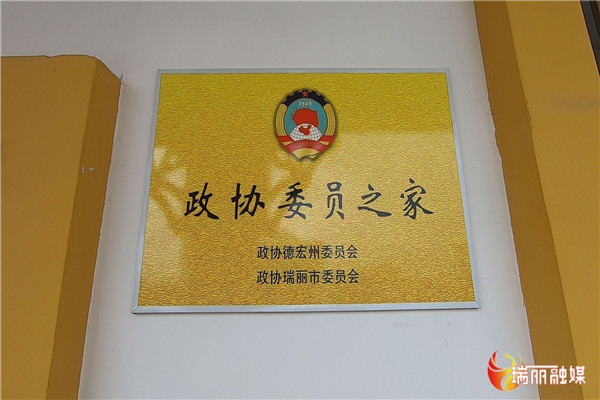 政协委员之家
政协德宏州委员会
政协瑞丽市委员会
瑞丽融媒